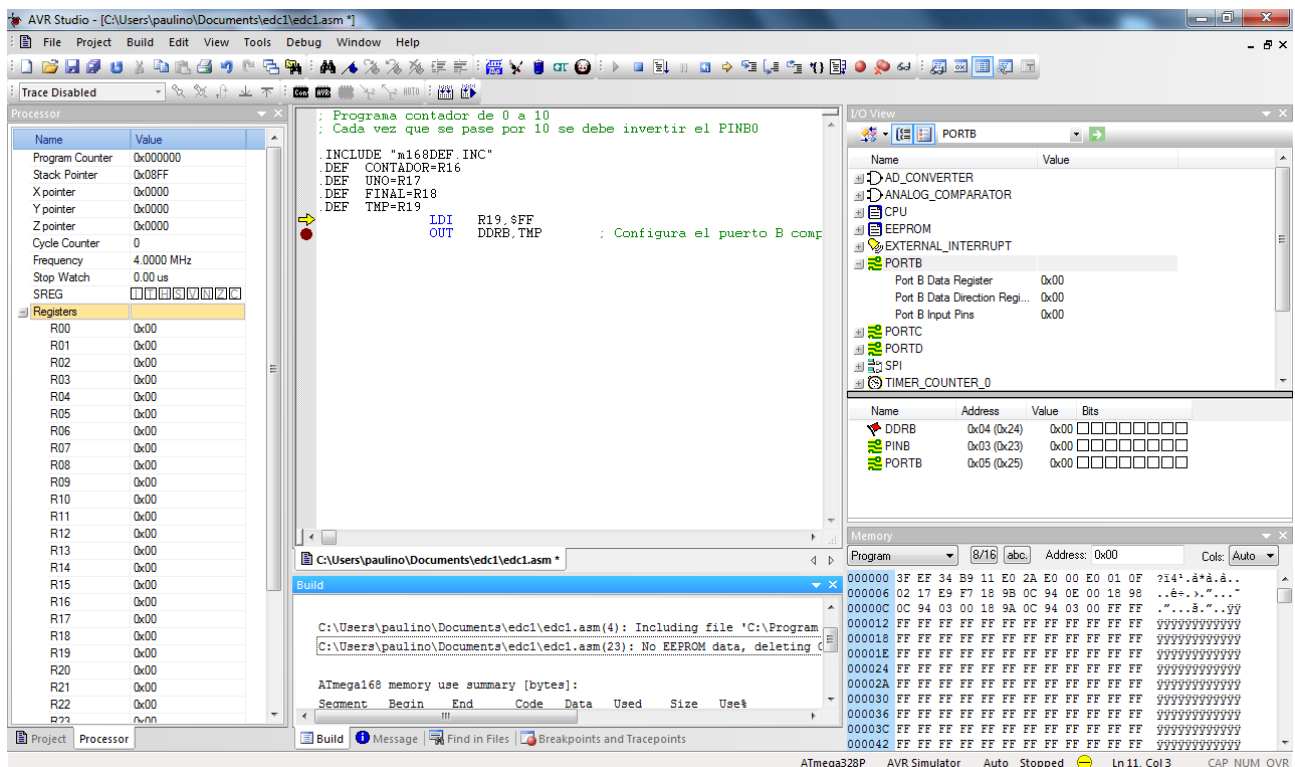 AVR Studio - [C:\Users\paulino\Documents\edc1\edc1.asm *]
File Project Build Edit View Tools Debug Window Help
Trace Disabled
Processor
Name Value
Program Counter 0x000000
Stack Pointer 0x08FF
X pointer 0x0000
Y pointer 0x0000
Z pointer 0x0000
Cycle Counter 0
Frequency 4.0000 MHz
Stop Watch 0.00 us
SREG I T H S V N Z C
Registers
R00 0x00
R01 0x00
R02 0x00
R03 0x00
R04 0x00
R05 0x00
R06 0x00
R07 0x00
R08 0x00
R09 0x00
R10 0x00
R11 0x00
R12 0x00
R13 0x00
R14 0x00
R15 0x00
R16 0x00
R17 0x00
R18 0x00
R19 0x00
R20 0x00
R21 0x00
R22 0x00
R23 0x00
Project Processor
; Programa contador de 0 a 10
; Cada vez que se pase por 10 se debe invertir el PINB0
.INCLUDE "m168DEF.INC"
.DEF CONTADOR=R16
.DEF UNO=R17
.DEF FINAL=R18
.DEF TMP=R19
LDI R19,$FF
OUT DDRB,TMP ; Configura el puerto B comp
C:\Users\paulino\Documents\edc1\edc1.asm *
Build
C:\Users\paulino\Documents\edc1\edc1.asm(4): Including file 'C:\Program
C:\Users\paulino\Documents\edc1\edc1.asm(23): No EEPROM data, deleting
ATmega168 memory use summary [bytes]:
Segment Begin End Code Data Used Size Use%
Build Message Find in Files Breakpoints and Tracepoints
I/O View
PORTB
Name Value
AD_CONVERTER
ANALOG_COMPARATOR
CPU
EEPROM
EXTERNAL_INTERRUPT
PORTB
Port B Data Register 0x00
Port B Data Direction Regi... 0x00
Port B Input Pins 0x00
PORTC
PORTD
SPI
TIMER_COUNTER_0
Name Address Value Bits
DDRB 0x04 (0x24) 0x00
PINB 0x03 (0x23) 0x00
PORTB 0x05 (0x25) 0x00
Memory
Program 8/16 abc. Address: 0x00 Cols: Auto
000000 3F EF 34 B9 11 E0 2A E0 00 E0 01 0F ?ï4¹.à*à.à..
000006 02 17 E9 F7 18 9B 0C 94 0E 00 18 98
00000C 0C 94 03 00 18 9A 0C 94 03 00 FF FF
000012 FF FF FF FF FF FF FF FF FF FF FF FF ÿÿÿÿÿÿÿÿÿÿÿÿ
000018 FF FF FF FF FF FF FF FF FF FF FF FF ÿÿÿÿÿÿÿÿÿÿÿÿ
00001E FF FF FF FF FF FF FF FF FF FF FF FF ÿÿÿÿÿÿÿÿÿÿÿÿ
000024 FF FF FF FF FF FF FF FF FF FF FF FF ÿÿÿÿÿÿÿÿÿÿÿÿ
00002A FF FF FF FF FF FF FF FF FF FF FF FF ÿÿÿÿÿÿÿÿÿÿÿÿ
000030 FF FF FF FF FF FF FF FF FF FF FF FF ÿÿÿÿÿÿÿÿÿÿÿÿ
000036 FF FF FF FF FF FF FF FF FF FF FF FF ÿÿÿÿÿÿÿÿÿÿÿÿ
00003C FF FF FF FF FF FF FF FF FF FF FF FF ÿÿÿÿÿÿÿÿÿÿÿÿ
000042 FF FF FF FF FF FF FF FF FF FF FF FF ÿÿÿÿÿÿÿÿÿÿÿÿ
ATmega328P AVR Simulator Auto Stopped Ln 11, Col 3 CAP NUM OVR